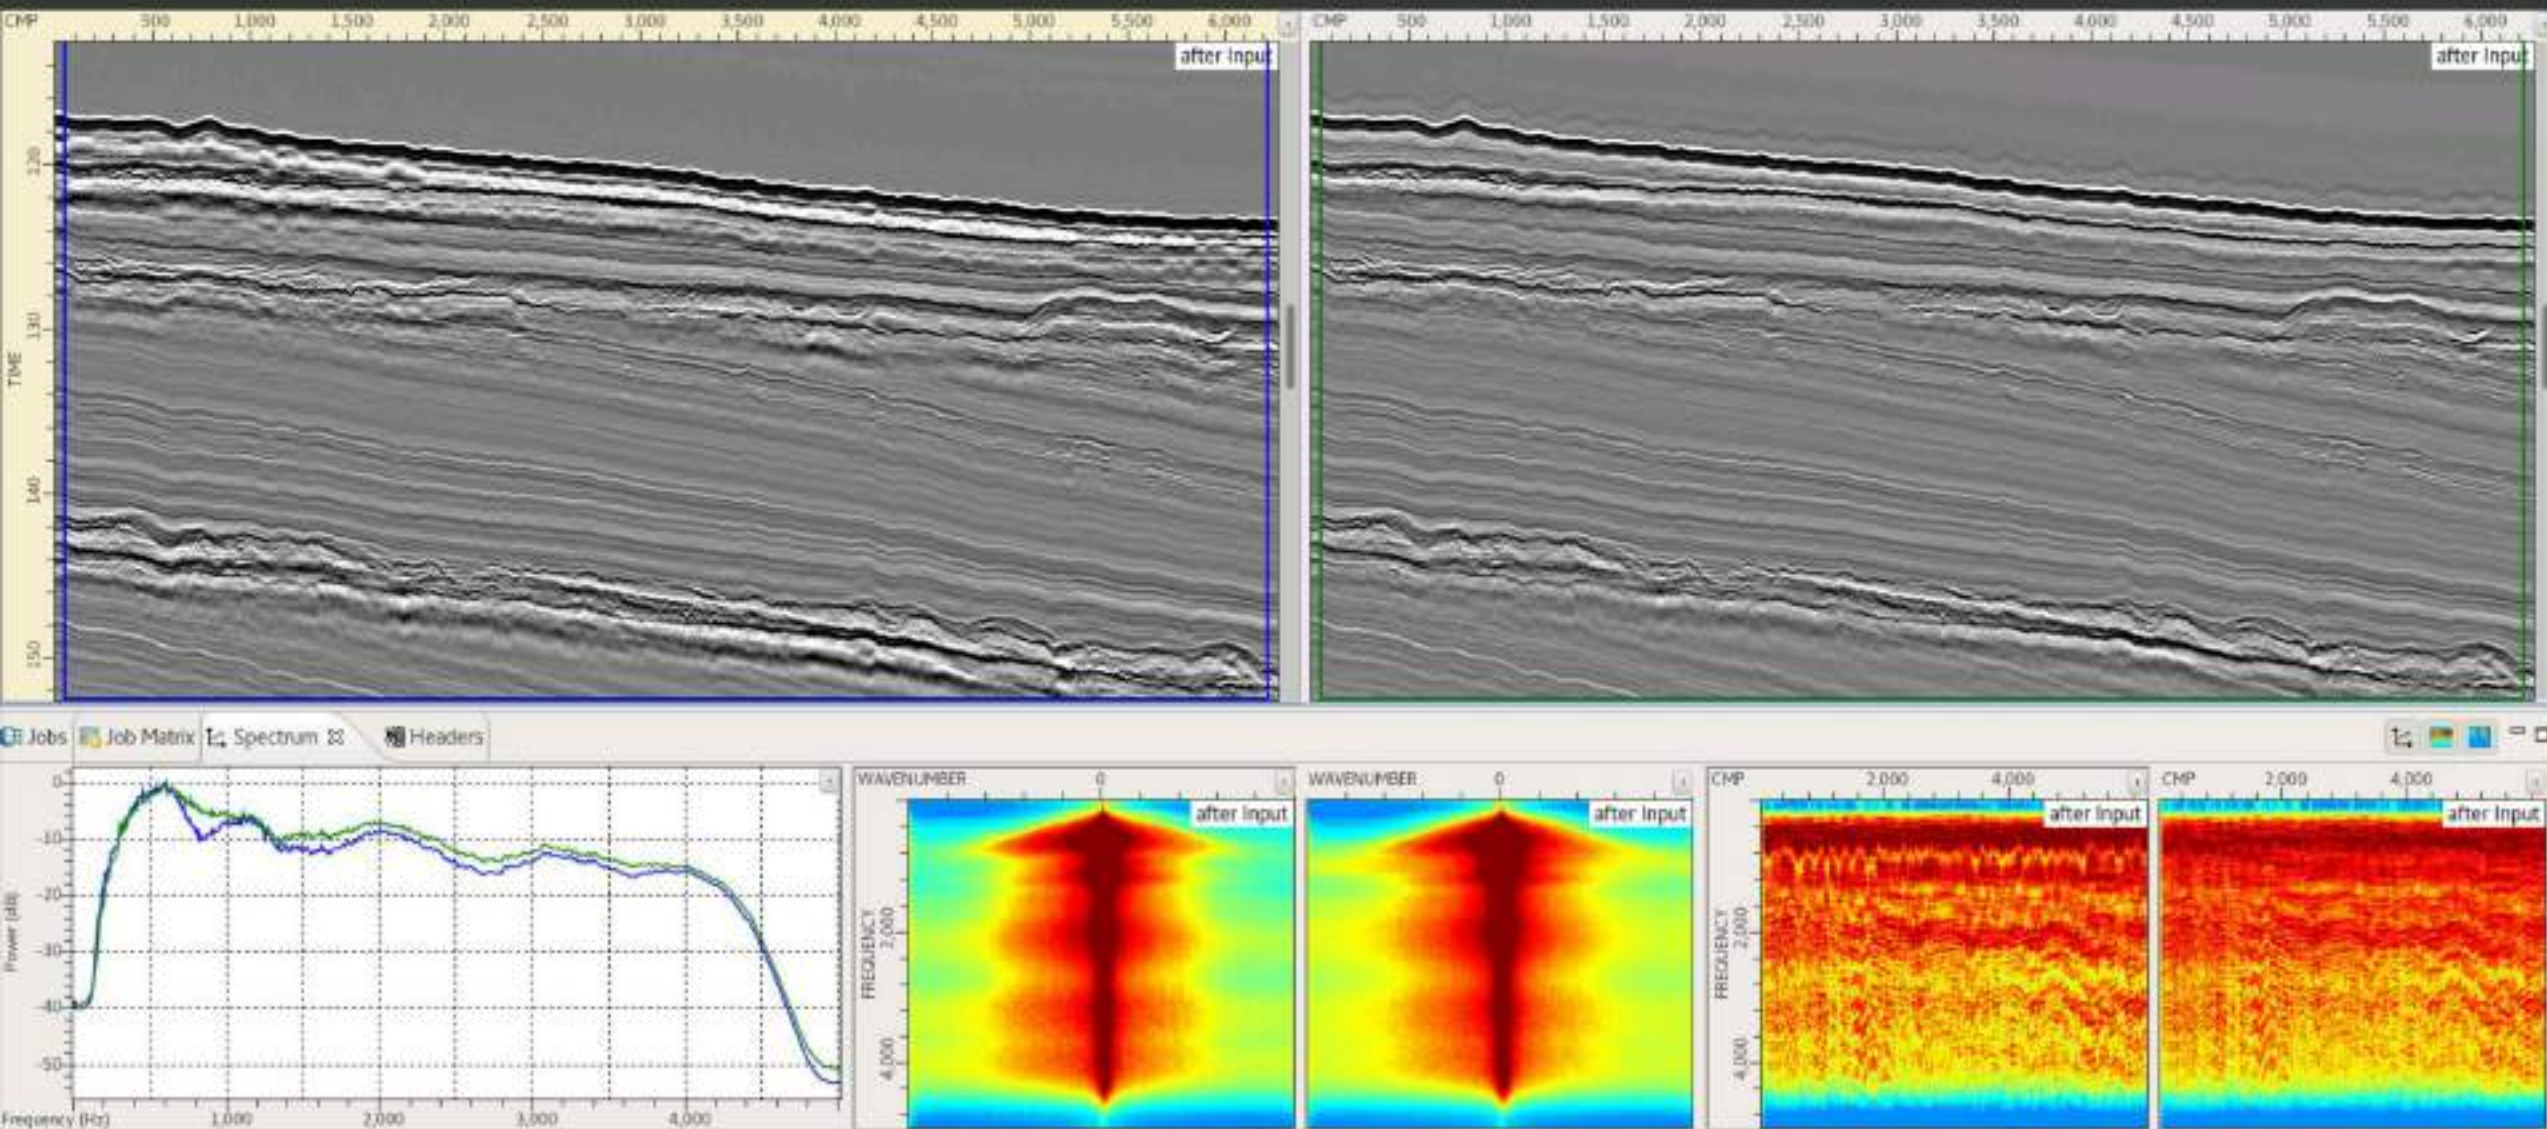 CMP 500 1,000 1,500 2,000 2,500 3,000 3,500 4,000 4,500 5,000 5,500 6,000
CMP 500 1,000 1,500 2,000 2,500 3,000 3,500 4,000 4,500 5,000 5,500 6,000
after Input
after Input
TIME
120
130
140
150
Jobs Job Matrix Spectrum Headers
0
-10
-20
-30
-40
-50
Power (dB)
Frequency (Hz) 1,000 2,000 3,000 4,000
WAVENUMBER 0
after Input
FREQUENCY
2,000
4,000
WAVENUMBER 0
after Input
CMP 2,000 4,000
after Input
FREQUENCY
2,000
4,000
CMP 2,000 4,000
after Input